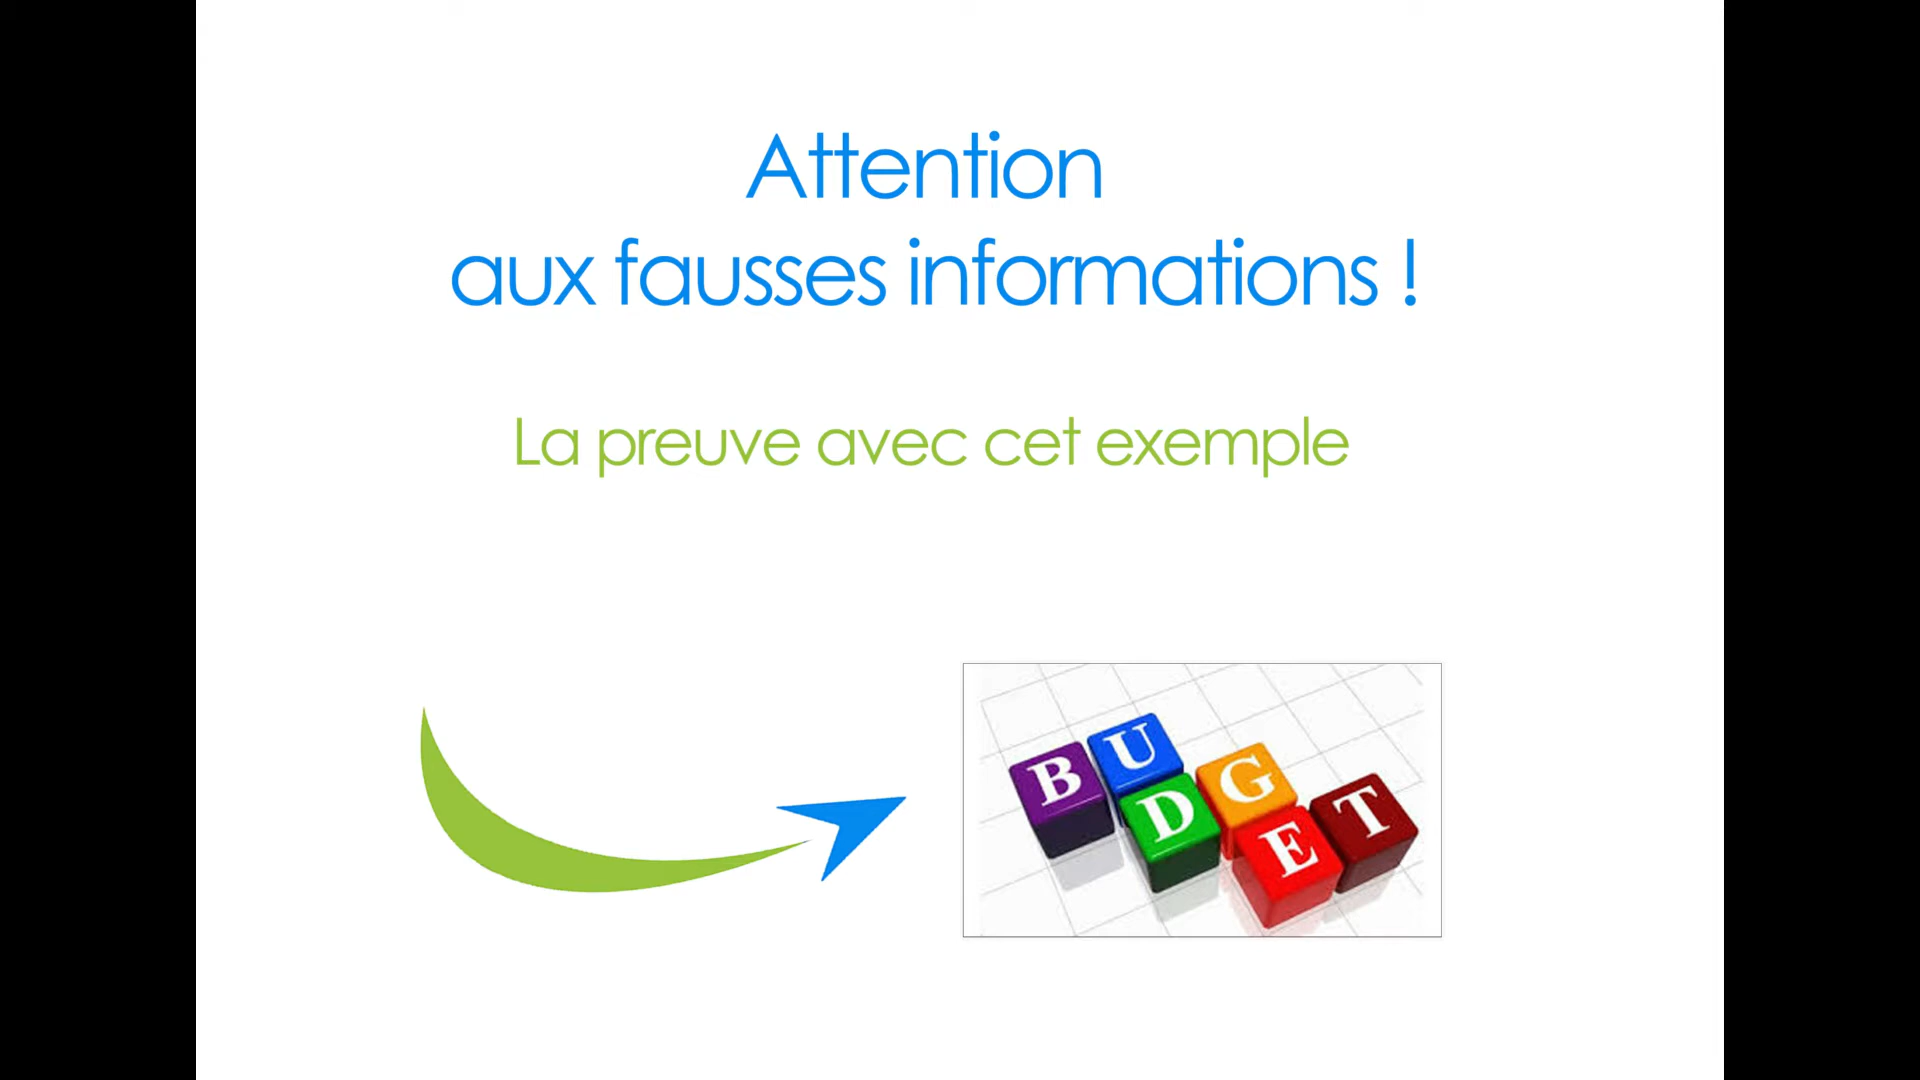 Attention
aux fausses informations !
La preuve avec cet exemple
BUDGET